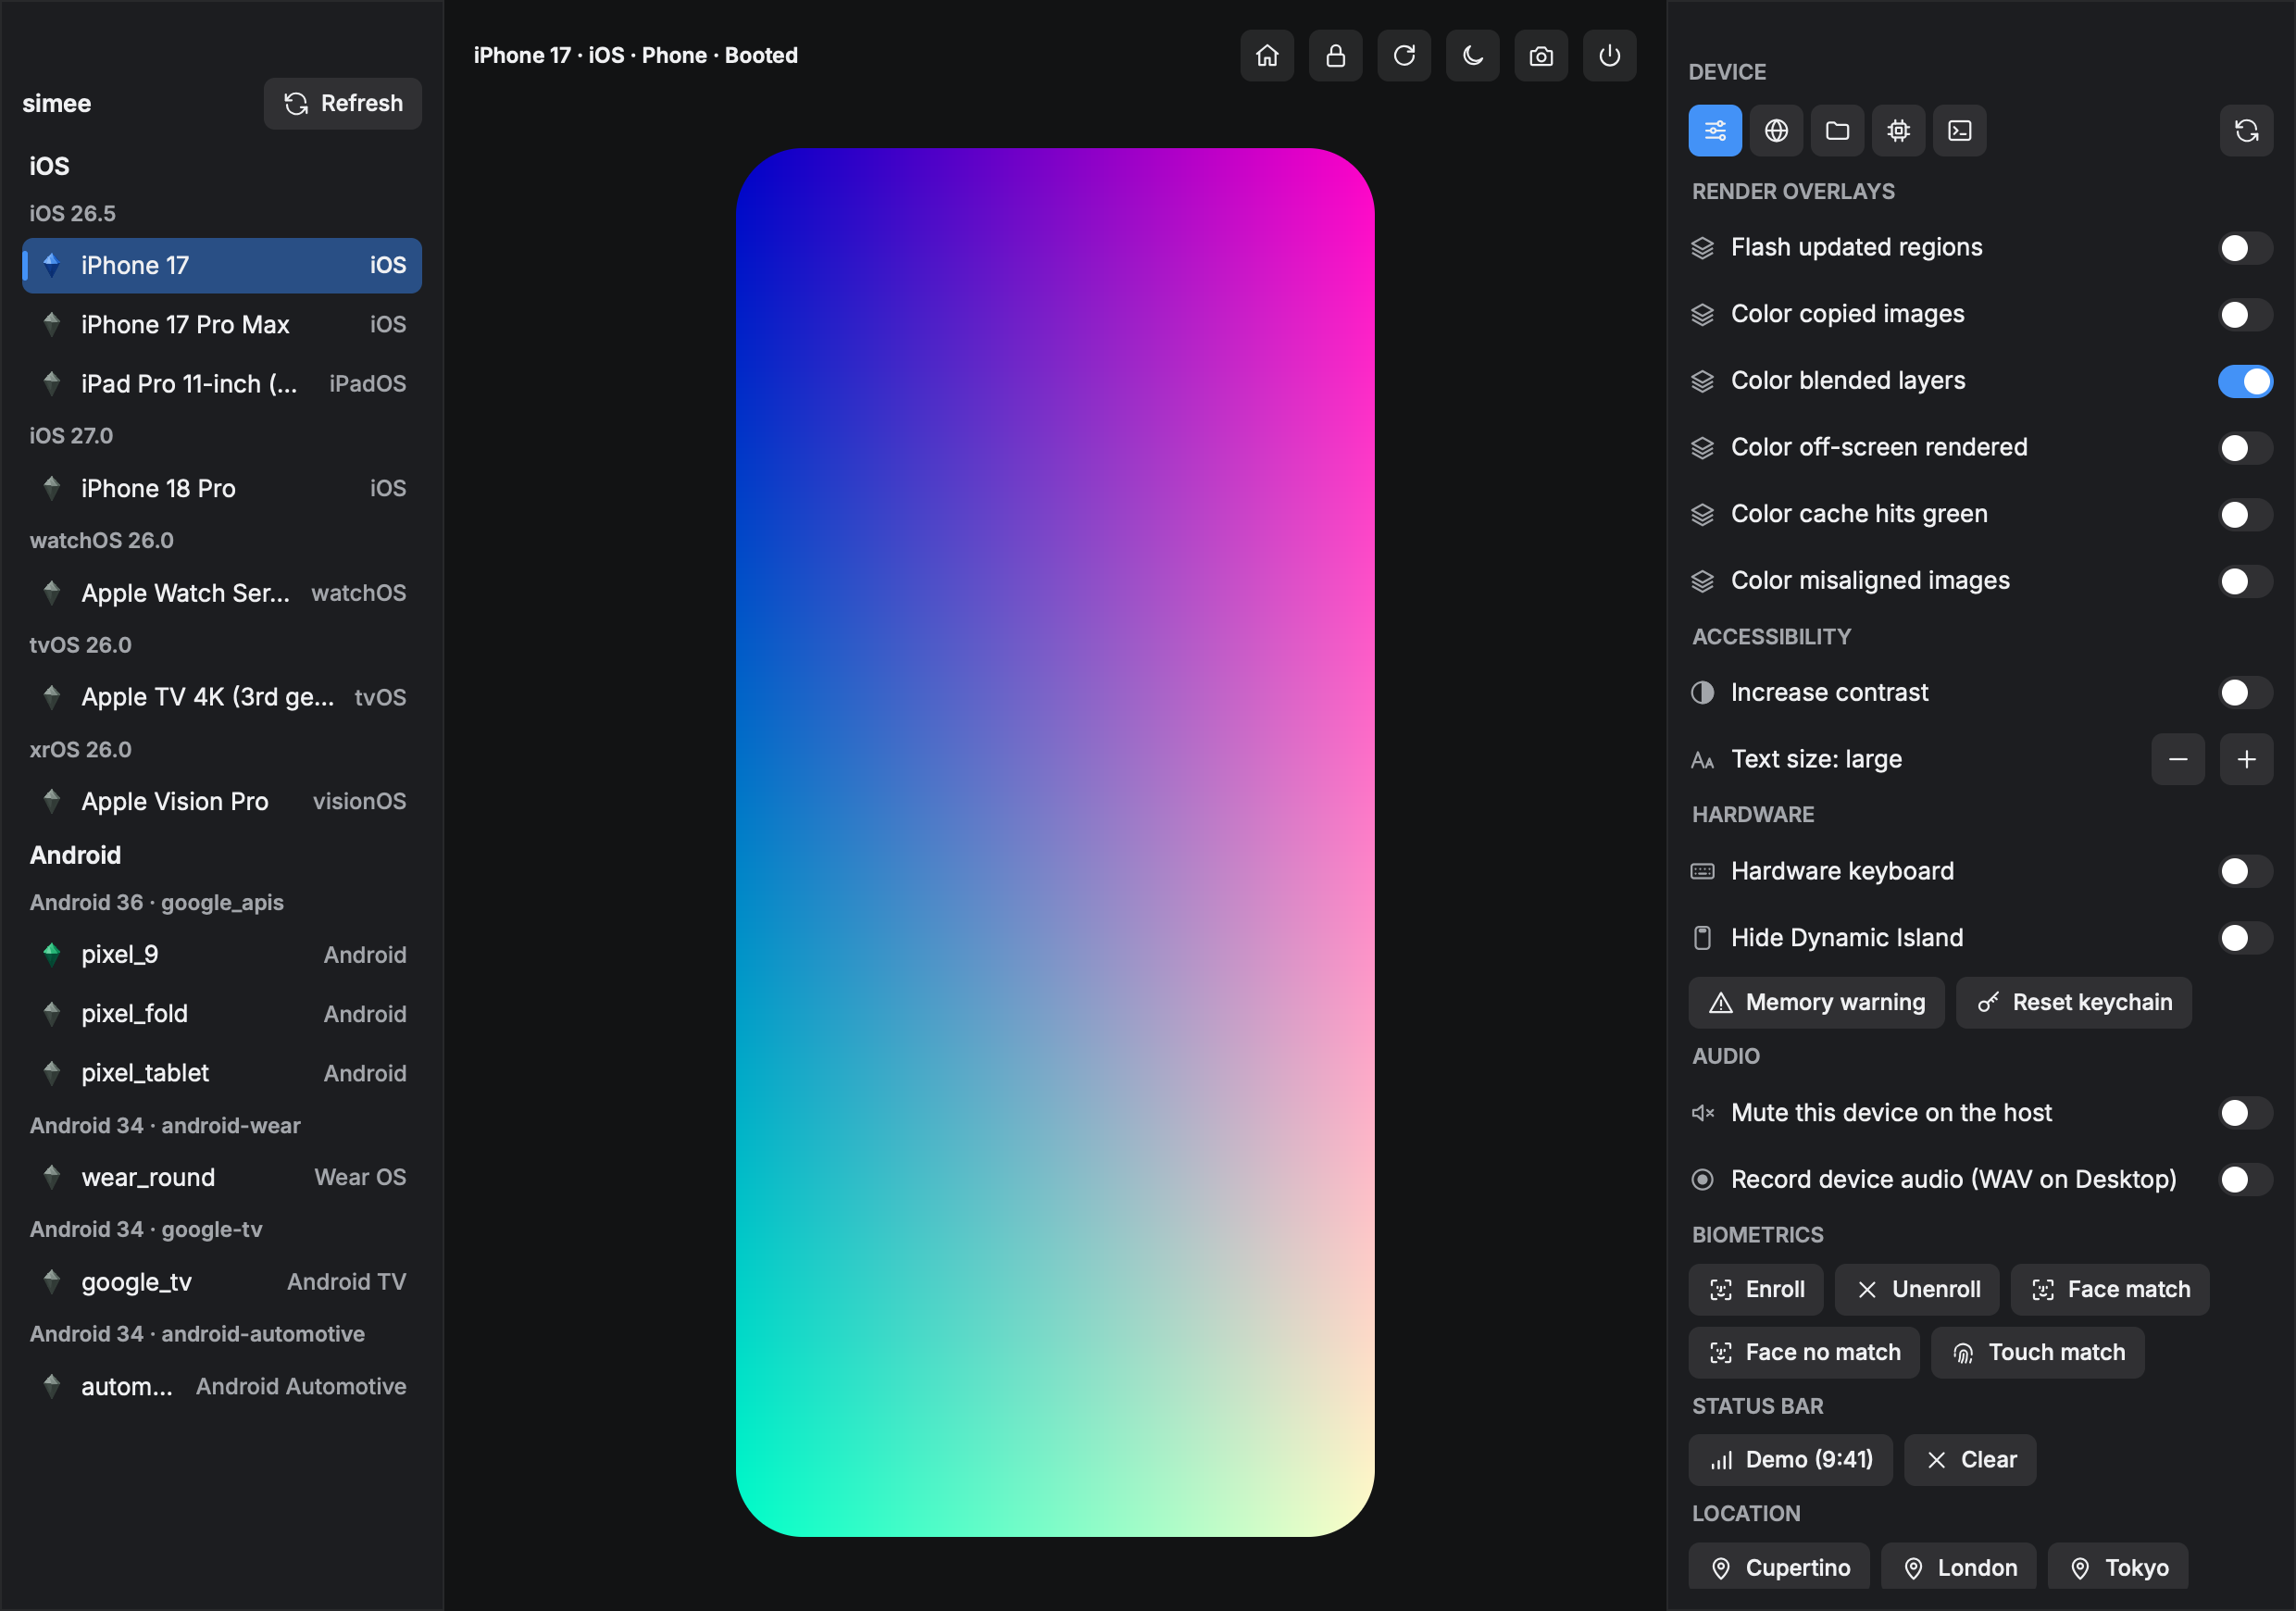 simee
Refresh
iOS
iOS 26.5
iPhone 17 iOS
iPhone 17 Pro Max iOS
iPad Pro 11-inch (... iPadOS
iOS 27.0
iPhone 18 Pro iOS
watchOS 26.0
Apple Watch Ser... watchOS
tvOS 26.0
Apple TV 4K (3rd ge... tvOS
xrOS 26.0
Apple Vision Pro visionOS
Android
Android 36 · google_apis
pixel_9 Android
pixel_fold Android
pixel_tablet Android
Android 34 · android-wear
wear_round Wear OS
Android 34 · google-tv
google_tv Android TV
Android 34 · android-automotive
autom... Android Automotive
iPhone 17 · iOS · Phone · Booted
DEVICE
RENDER OVERLAYS
Flash updated regions
Color copied images
Color blended layers
Color off-screen rendered
Color cache hits green
Color misaligned images
ACCESSIBILITY
Increase contrast
Text size: large
HARDWARE
Hardware keyboard
Hide Dynamic Island
Memory warning Reset keychain
AUDIO
Mute this device on the host
Record device audio (WAV on Desktop)
BIOMETRICS
Enroll Unenroll Face match
Face no match Touch match
STATUS BAR
Demo (9:41) Clear
LOCATION
Cupertino London Tokyo